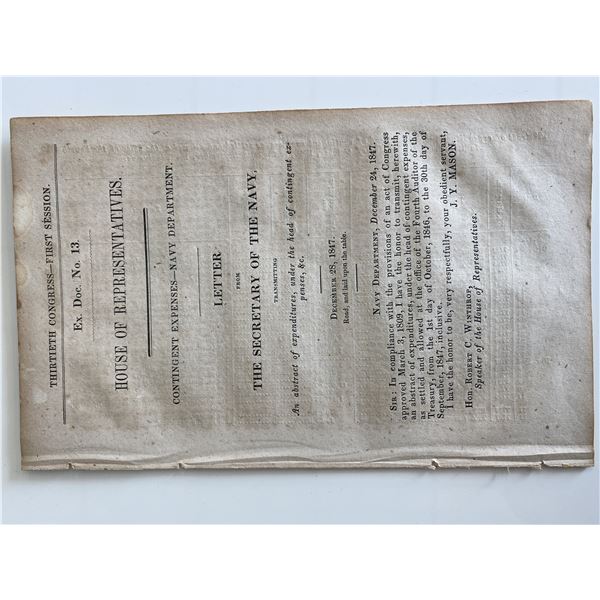 THIRTIETH CONGRESS—FIRST SESSION.
Ex. Doc. No. 13.
HOUSE OF REPRESENTATIVES.
CONTINGENT EXPENSES—NAVY DEPARTMENT.
LETTER
FROM
THE SECRETARY OF THE NAVY,
TRANSMITTING
An abstract of expenditures, under the head of contingent ex-
penses, &c.
DECEMBER 28, 1847.
Read, and laid upon the table.
NAVY DEPARTMENT, December 24, 1847.
SIR: In compliance with the provisions of an act of Congress
approved March 3, 1809, I have the honor to transmit, herewith,
an abstract of expenditures, under the head of contingent expenses,
as settled and allowed at the office of the Fourth Auditor of the
Treasury, from the 1st day of October, 1846, to the 30th day of
September, 1847, inclusive.
I have the honor to be, very respectfully, your obedient servant,
J. Y. MASON.
Hon. ROBERT C. WINTHROP,
Speaker of the House of Representatives.